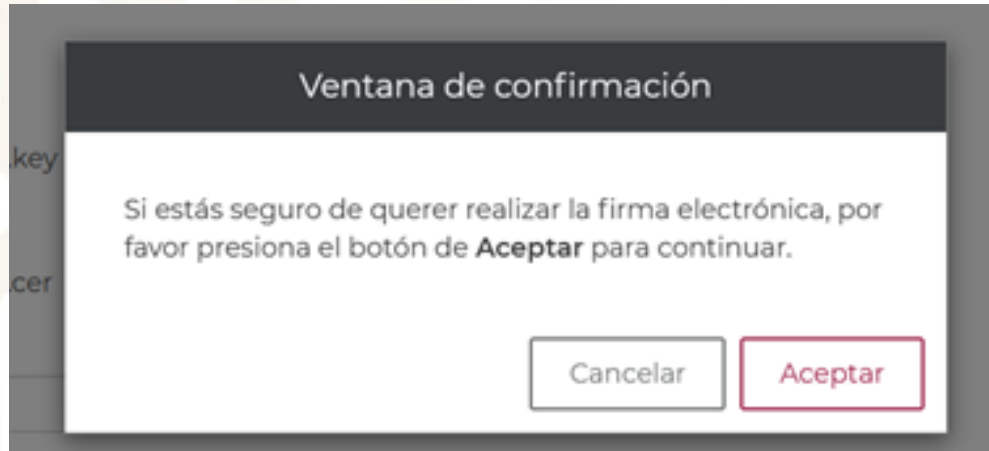 Ventana de confirmación
.key
Si estás seguro de querer realizar la firma electrónica, por
favor presiona el botón de Aceptar para continuar.
.cer
Cancelar
Aceptar